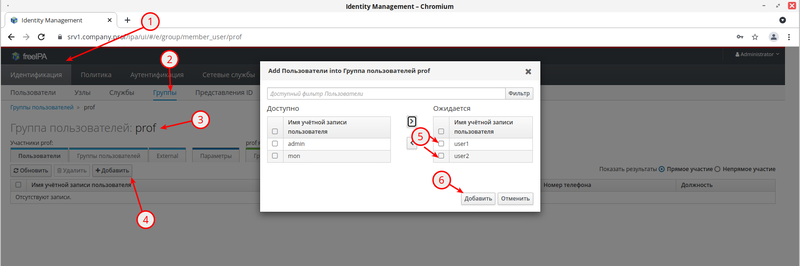 Identity Management – Chromium
Identity Management
1
srv1.company.prof/ipa/ui/#/e/group/member_user/prof
2
freeIPA
Administrator
Идентификация Политика Аутентификация Сетевые службы
Пользователи Узлы Службы Группы Представления ID
Группы пользователей » prof
Группа пользователей: prof
3
Участники prof:
Пользователи Группы пользователей External Параметры
Обновить Удалить Добавить
Показать результаты Прямое участие Непрямое участие
Имя учётной записи пользователя Номер телефона Должность
Отсутствуют записи.
4
Add Пользователи into Группа пользователей prof
Доступный фильтр Пользователи Фильтр
Доступно
Имя учётной записи
пользователя
admin
mon
Ожидается
Имя учётной записи
пользователя
5
user1
user2
6
Добавить Отменить